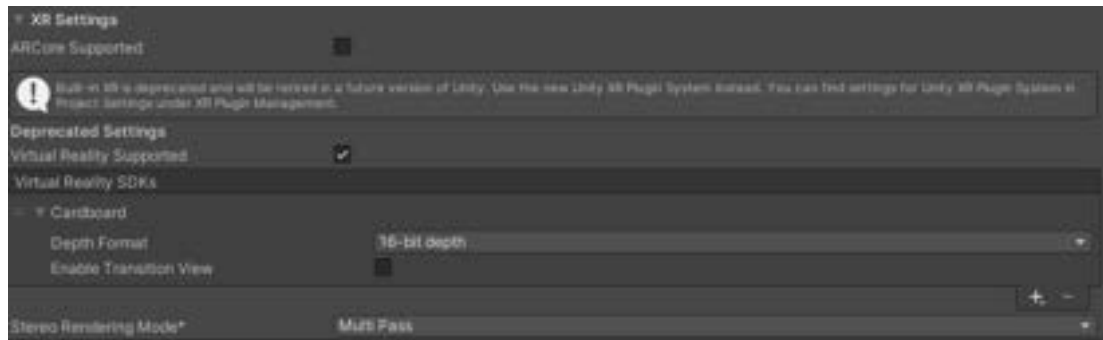 XR Settings
ARCore Supported
Built-in XR is deprecated and will be removed in a future version of Unity. Use the new Unity XR Plugin System instead. You can find settings for Unity XR Plugin System in
Project Settings under XR Plugin Management.
Deprecated Settings
Virtual Reality Supported
Virtual Reality SDKs
Cardboard
Depth Format 16-bit depth
Enable Transition View
Stereo Rendering Mode* Multi Pass